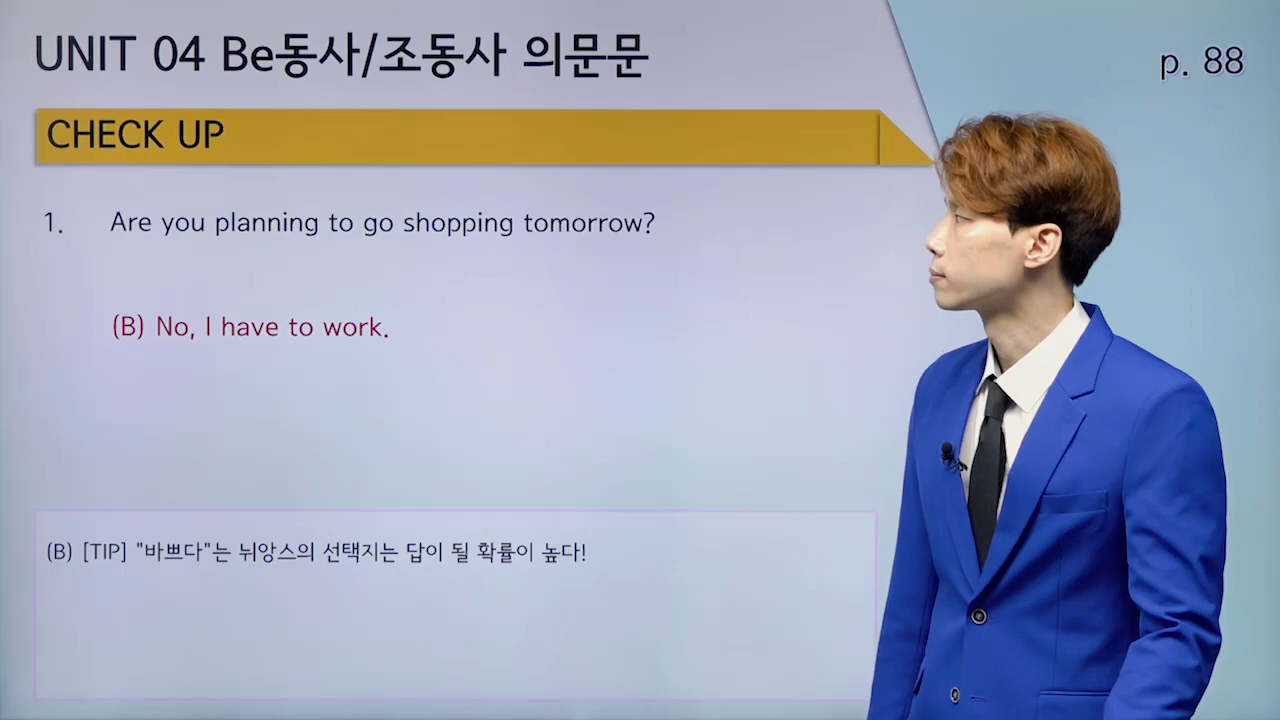 UNIT 04 Be동사/조동사 의문문
p. 88
CHECK UP
1. Are you planning to go shopping tomorrow?
(B) No, I have to work.
(B) [TIP] "바쁘다"는 뉘앙스의 선택지는 답이 될 확률이 높다!